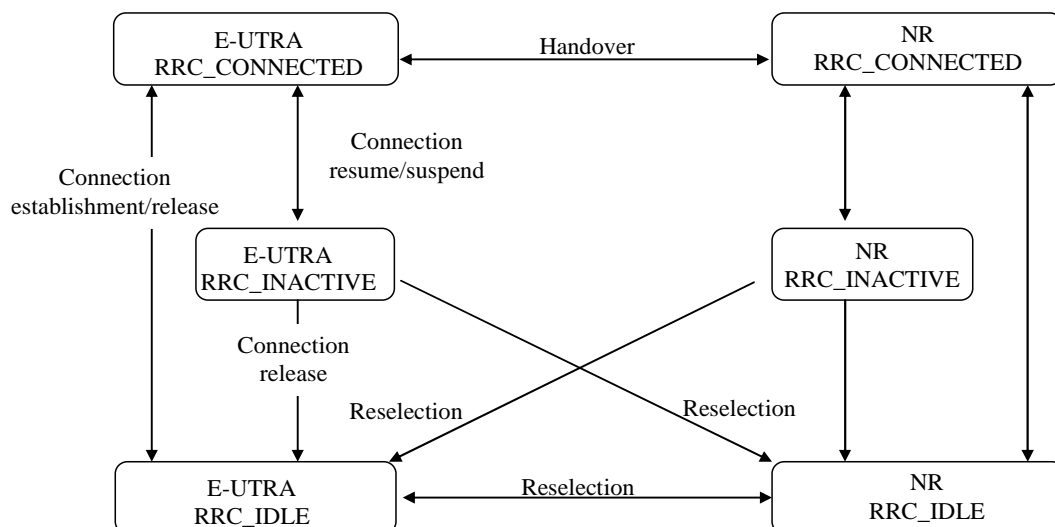 E-UTRA
RRC_CONNECTED
Handover
NR
RRC_CONNECTED
Connection
resume/suspend
Connection
establishment/release
E-UTRA
RRC_INACTIVE
NR
RRC_INACTIVE
Connection
release
Reselection
Reselection
E-UTRA
RRC_IDLE
Reselection
NR
RRC_IDLE